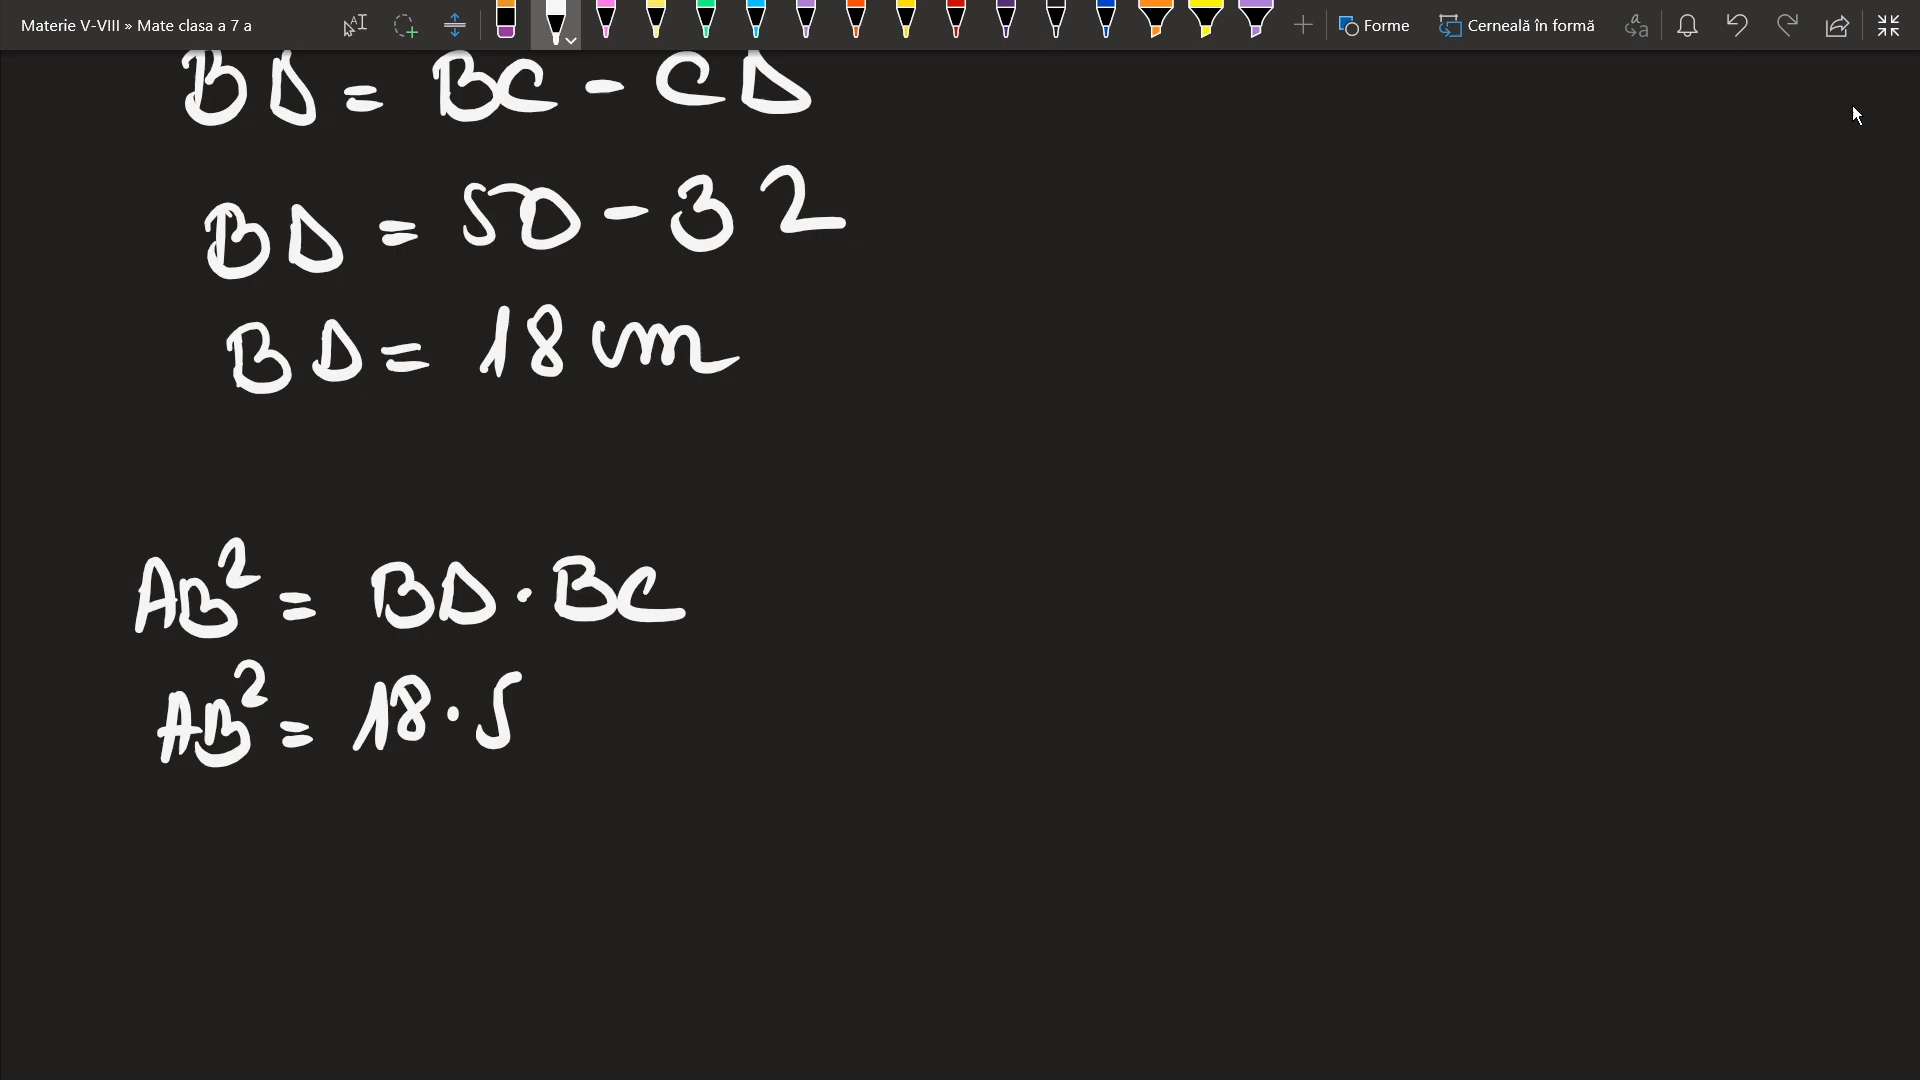 Materie V-VIII » Mate clasa a 7 a
Forme
Cerneală în formă
BD = BC - CD
BD = 50 - 32
BD = 18 cm
AB² = BD · BC
AB² = 18 · 5